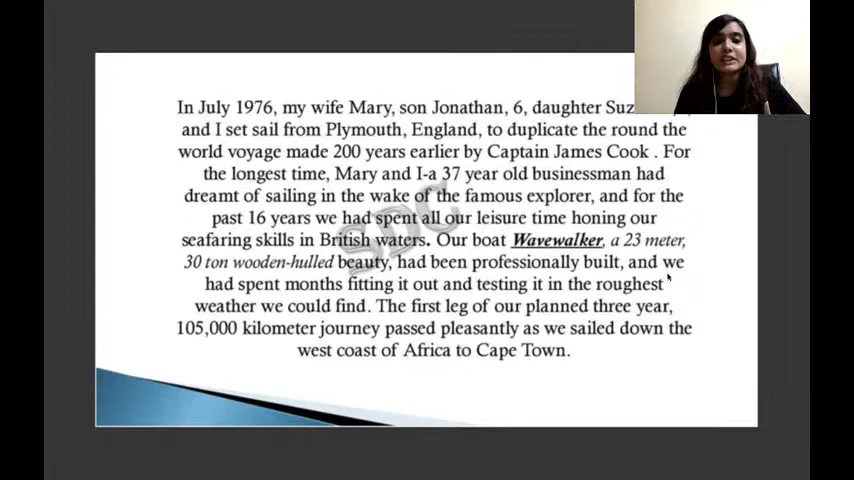 In July 1976, my wife Mary, son Jonathan, 6, daughter
and I set sail from Plymouth, England, to duplicate the round the
world voyage made 200 years earlier by Captain James Cook . For
the longest time, Mary and I-a 37 year old businessman had
dreamt of sailing in the wake of the famous explorer, and for the
past 16 years we had spent all our leisure time honing our
seafaring skills in British waters. Our boat Wavewalker, a 23 meter,
30 ton wooden-hulled beauty, had been professionally built, and we
had spent months fitting it out and testing it in the roughest
weather we could find. The first leg of our planned three year,
105,000 kilometer journey passed pleasantly as we sailed down the
west coast of Africa to Cape Town.
SDC